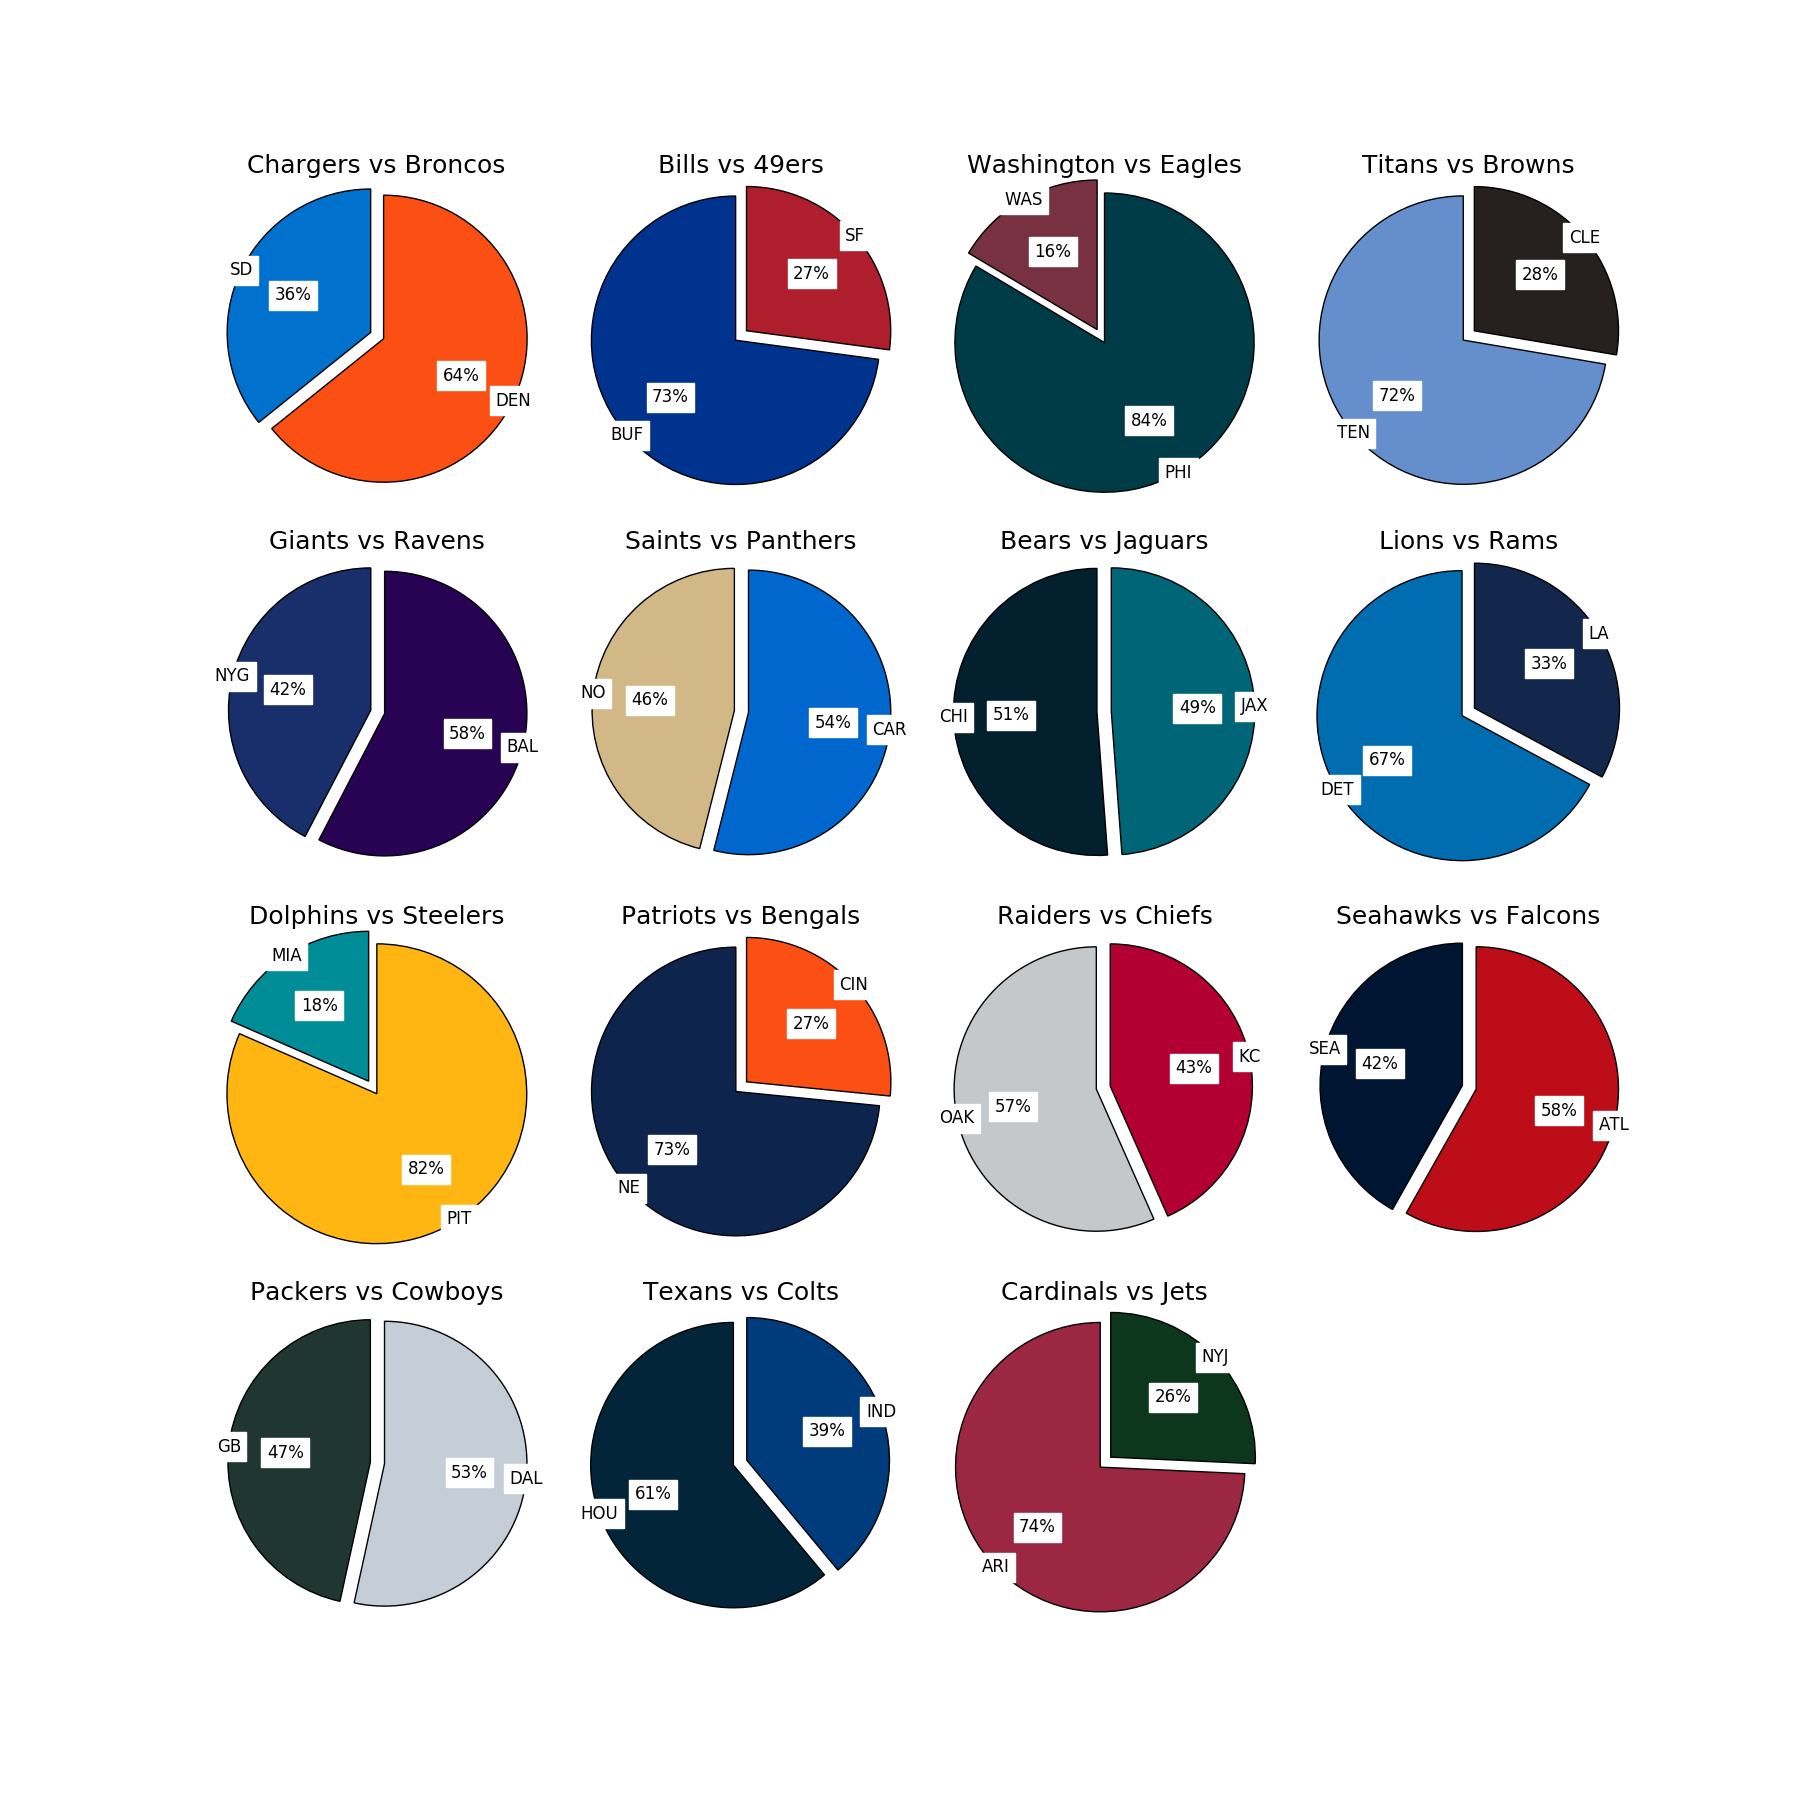 Chargers vs Broncos
SD
36%
64%
DEN
Bills vs 49ers
SF
27%
73%
BUF
Washington vs Eagles
WAS
16%
84%
PHI
Titans vs Browns
CLE
28%
72%
TEN
Giants vs Ravens
NYG
42%
58%
BAL
Saints vs Panthers
NO
46%
54%
CAR
Bears vs Jaguars
CHI
51%
49%
JAX
Lions vs Rams
LA
33%
67%
DET
Dolphins vs Steelers
MIA
18%
82%
PIT
Patriots vs Bengals
CIN
27%
73%
NE
Raiders vs Chiefs
KC
43%
57%
OAK
Seahawks vs Falcons
SEA
42%
58%
ATL
Packers vs Cowboys
GB
47%
53%
DAL
Texans vs Colts
IND
39%
61%
HOU
Cardinals vs Jets
NYJ
26%
74%
ARI